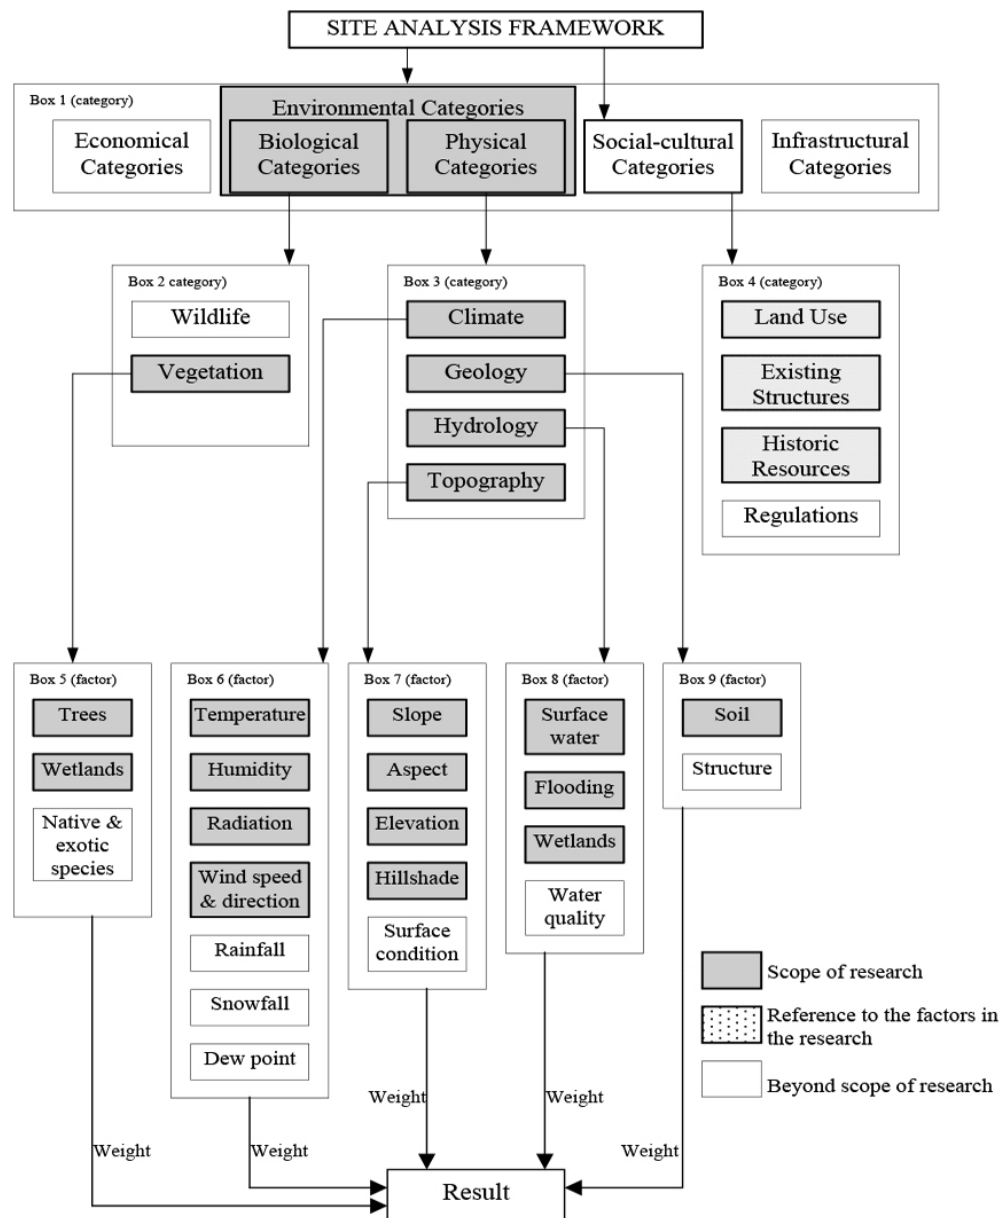 SITE ANALYSIS FRAMEWORK
Box 1 (category)
Environmental Categories
Economical
Categories
Biological
Categories
Physical
Categories
Social-cultural
Categories
Infrastructural
Categories
Box 2 category)
Wildlife
Vegetation
Box 3 (category)
Climate
Geology
Hydrology
Topography
Box 4 (category)
Land Use
Existing
Structures
Historic
Resources
Regulations
Box 5 (factor)
Trees
Wetlands
Native &
exotic
species
Box 6 (factor)
Temperature
Humidity
Radiation
Wind speed
& direction
Rainfall
Snowfall
Dew point
Box 7 (factor)
Slope
Aspect
Elevation
Hillshade
Surface
condition
Box 8 (factor)
Surface
water
Flooding
Wetlands
Water
quality
Box 9 (factor)
Soil
Structure
Scope of research
Reference to the factors in
the research
Beyond scope of research
Weight
Weight
Weight
Weight
Weight
Result